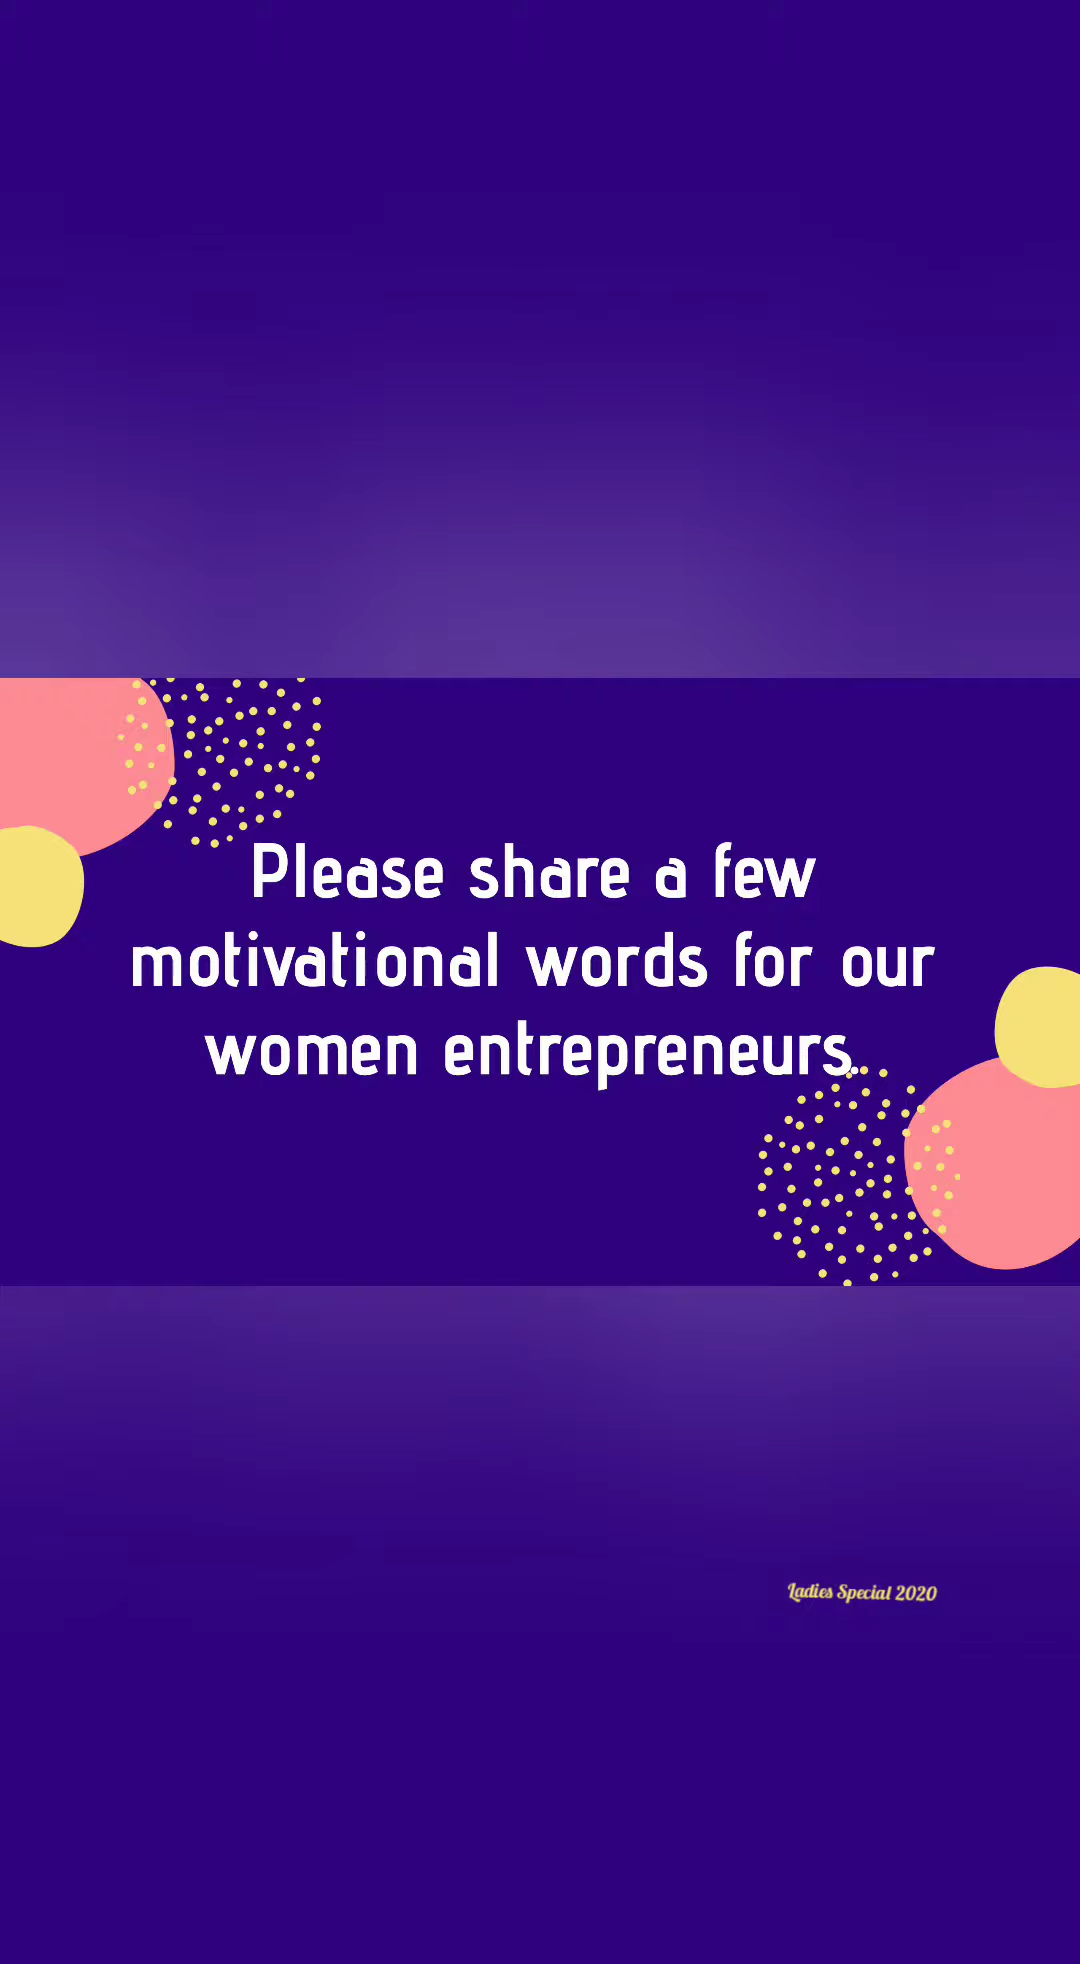 Please share a few
motivational words for our
women entrepreneurs.
Ladies Special 2020